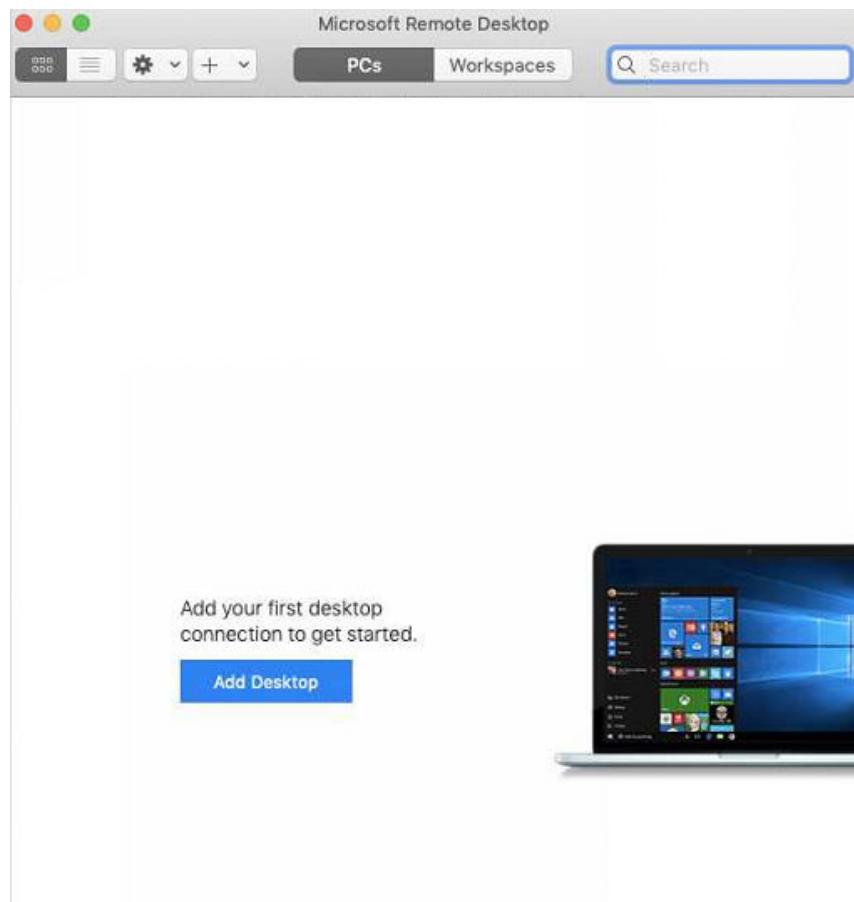 Microsoft Remote Desktop
PCs
Workspaces
Search
Add your first desktop
connection to get started.
Add Desktop